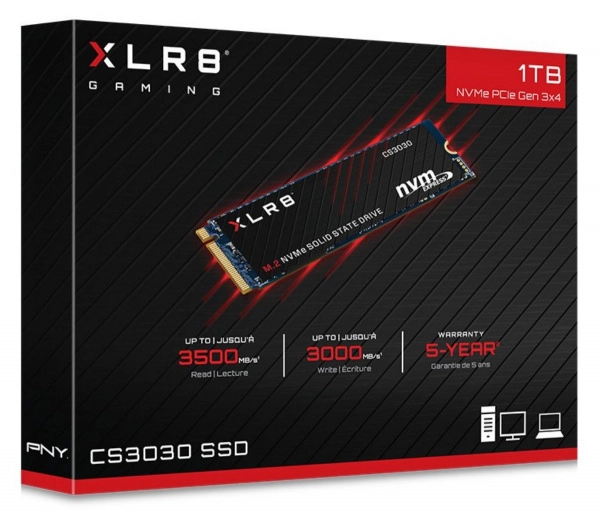 XLR8®
GAMING
1TB
NVMe PCIe Gen 3x4
CS3030
nvm
EXPRESS
XLR8
M.2 NVMe SOLID STATE DRIVE
UP TO | JUSQU'À
3500MB/s¹
Read | Lecture
UP TO | JUSQU'À
3000MB/s¹
Write | Écriture
WARRANTY
5-YEAR*
Garantie de 5 ans
PNY.
CS3030 SSD